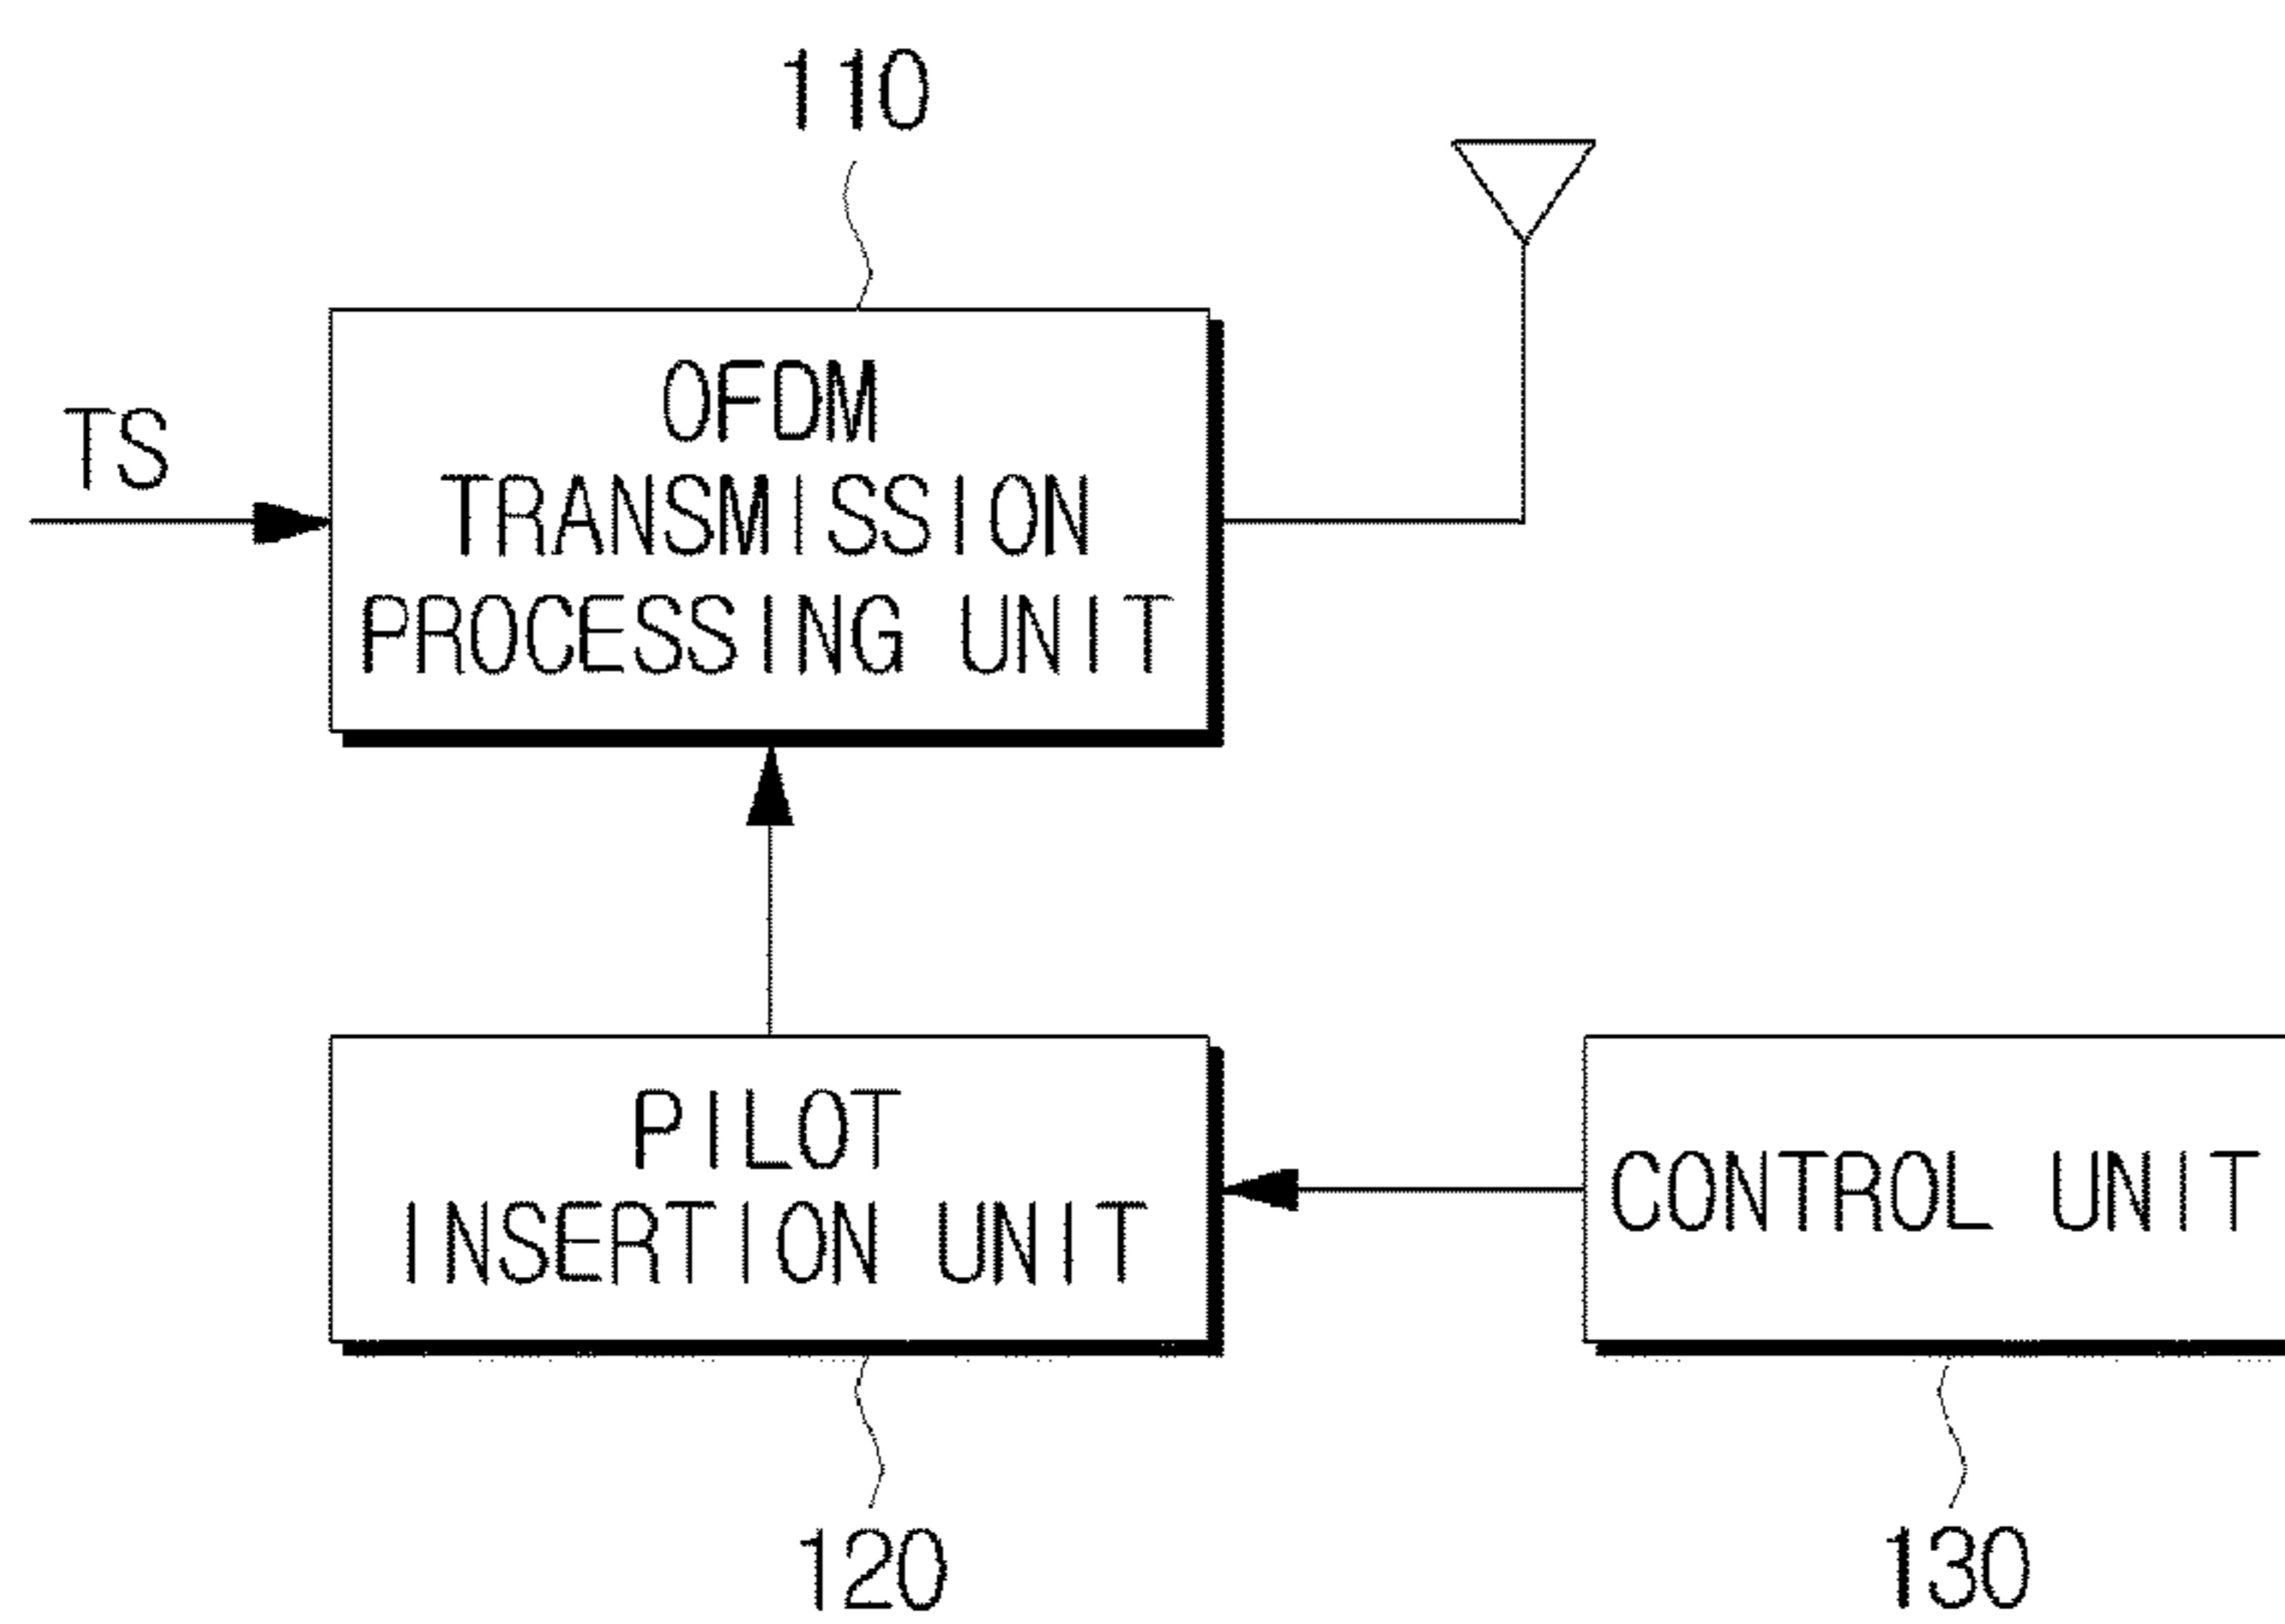 110
TS
OFDM
TRANSMISSION
PROCESSING UNIT
PILOT
INSERTION UNIT
CONTROL UNIT
120
130